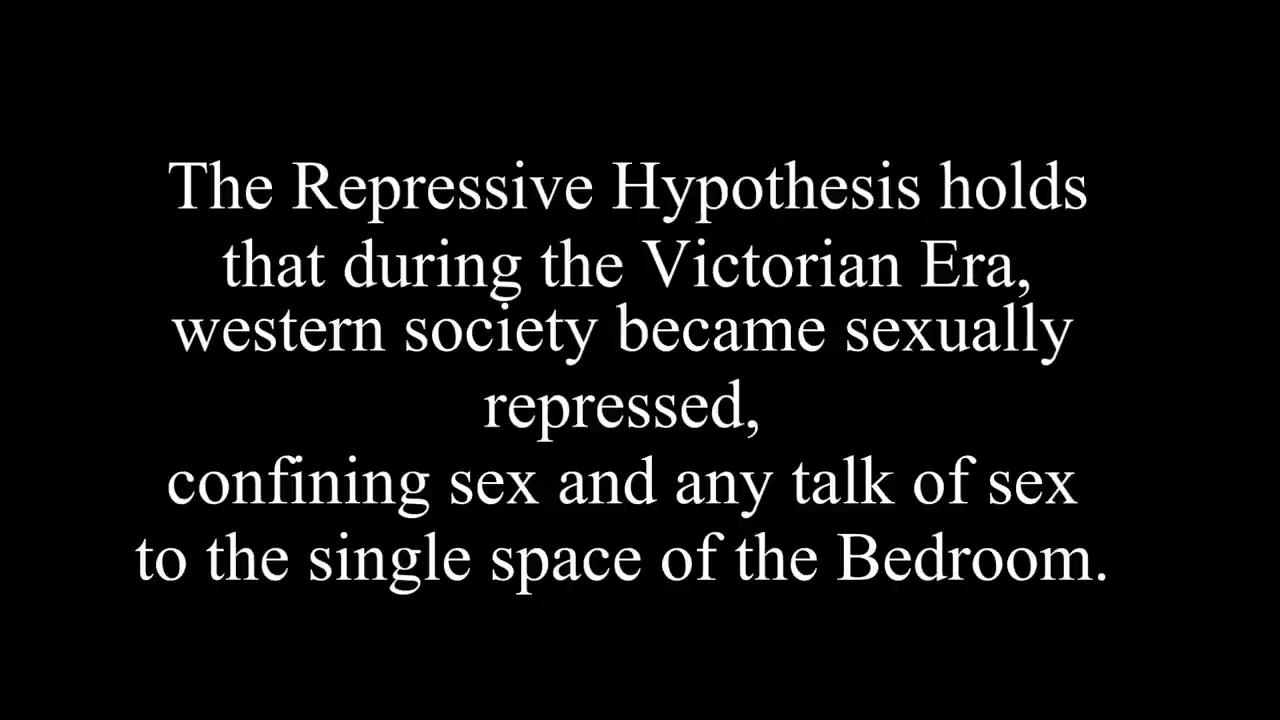 The Repressive Hypothesis holds
that during the Victorian Era,
western society became sexually
repressed,
confining sex and any talk of sex
to the single space of the Bedroom.